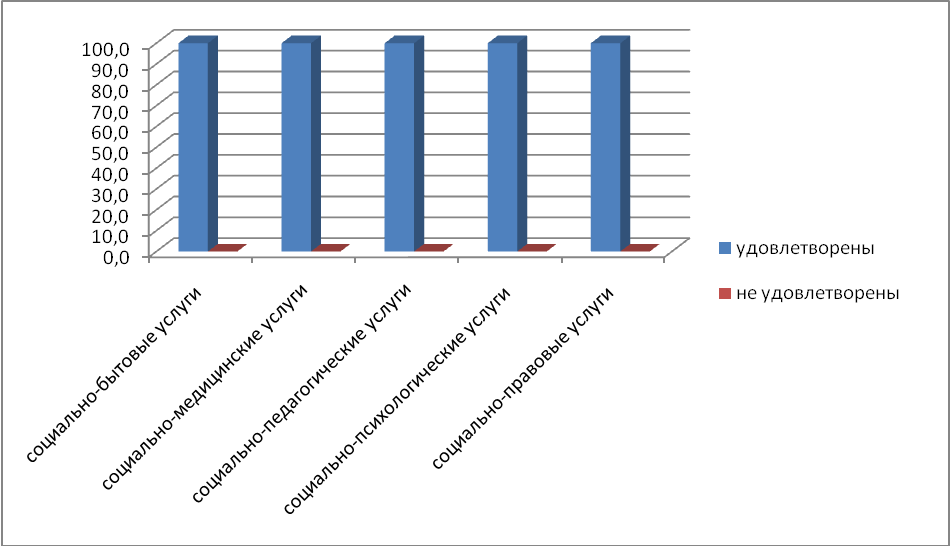 100,0
90,0
80,0
70,0
60,0
50,0
40,0
30,0
20,0
10,0
0,0
социально-бытовые услуги
социально-медицинские услуги
социально-педагогические услуги
социально-психологические услуги
социально-правовые услуги
удовлетворены
не удовлетворены